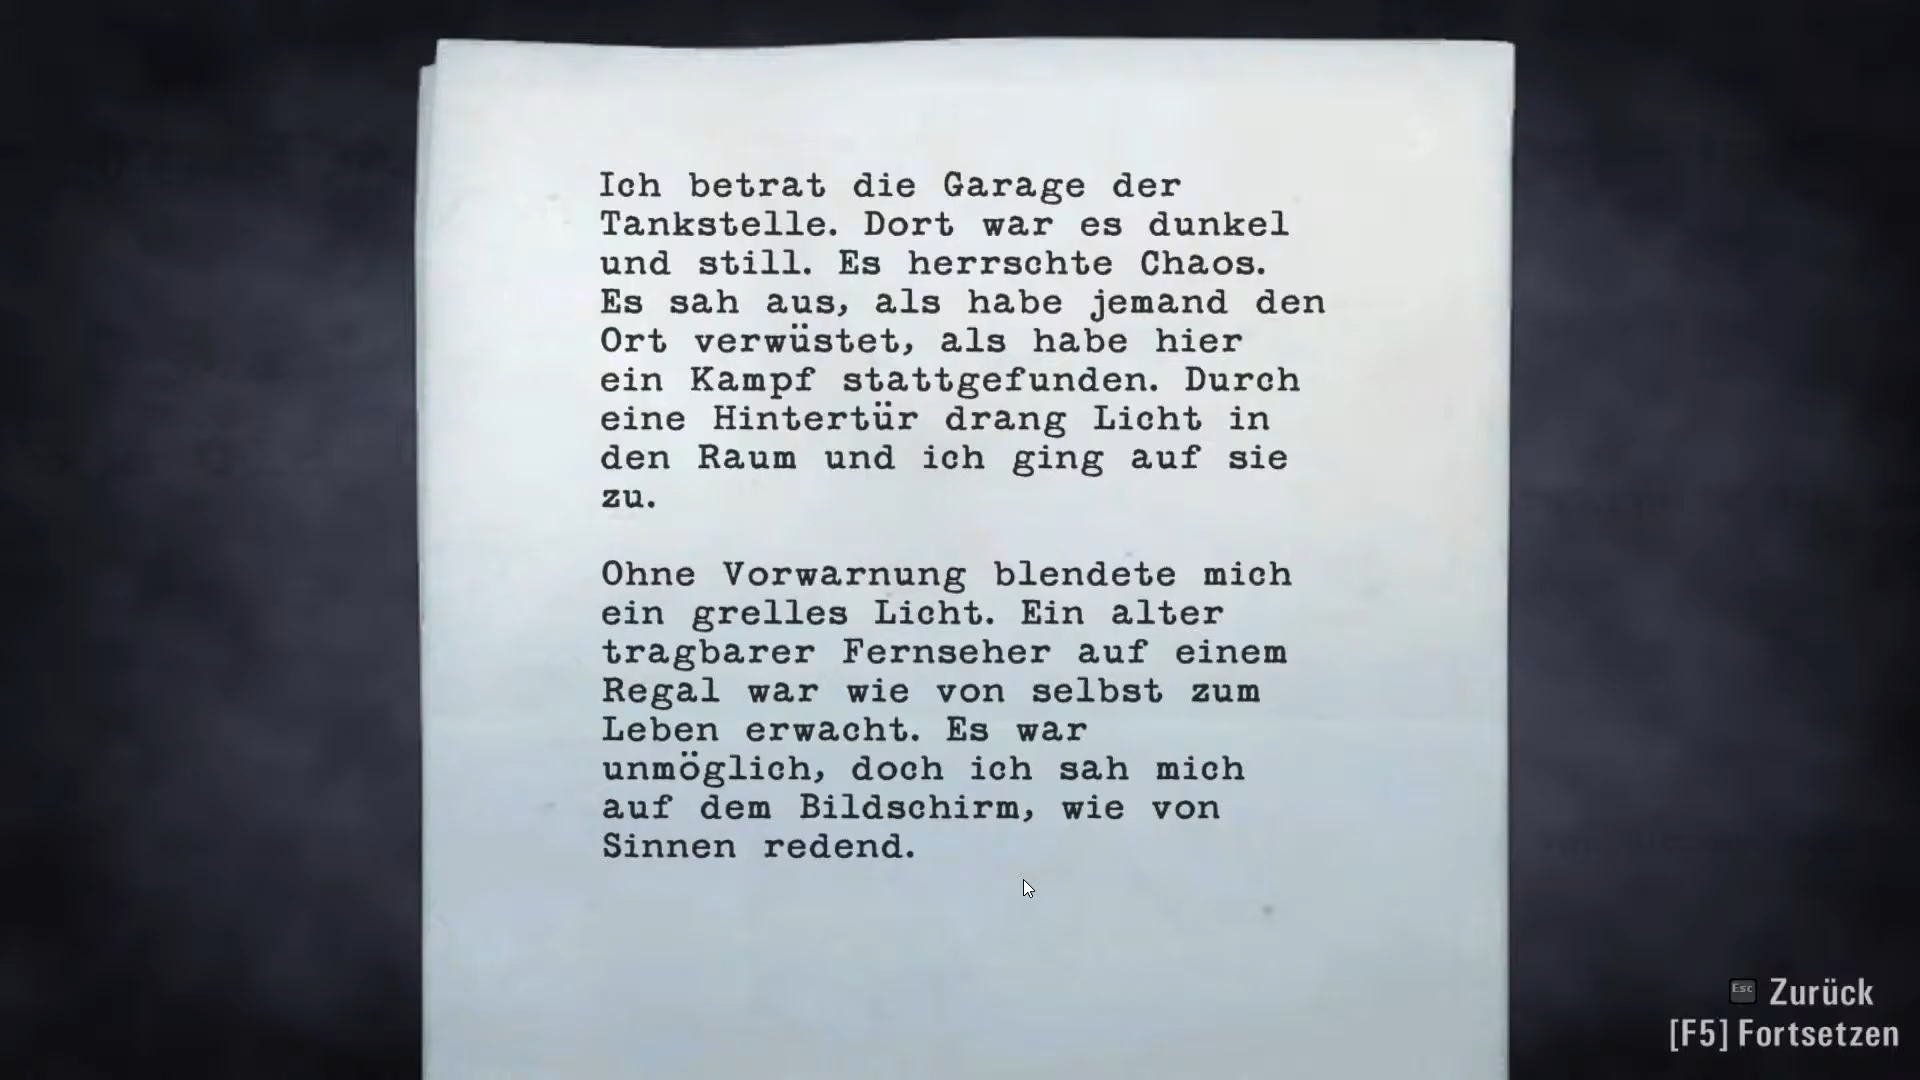 Ich betrat die Garage der
Tankstelle. Dort war es dunkel
und still. Es herrschte Chaos.
Es sah aus, als habe jemand den
Ort verwüstet, als habe hier
ein Kampf stattgefunden. Durch
eine Hintertür drang Licht in
den Raum und ich ging auf sie
zu.
Ohne Vorwarnung blendete mich
ein grelles Licht. Ein alter
tragbarer Fernseher auf einem
Regal war wie von selbst zum
Leben erwacht. Es war
unmöglich, doch ich sah mich
auf dem Bildschirm, wie von
Sinnen redend.
Esc Zurück
[F5] Fortsetzen